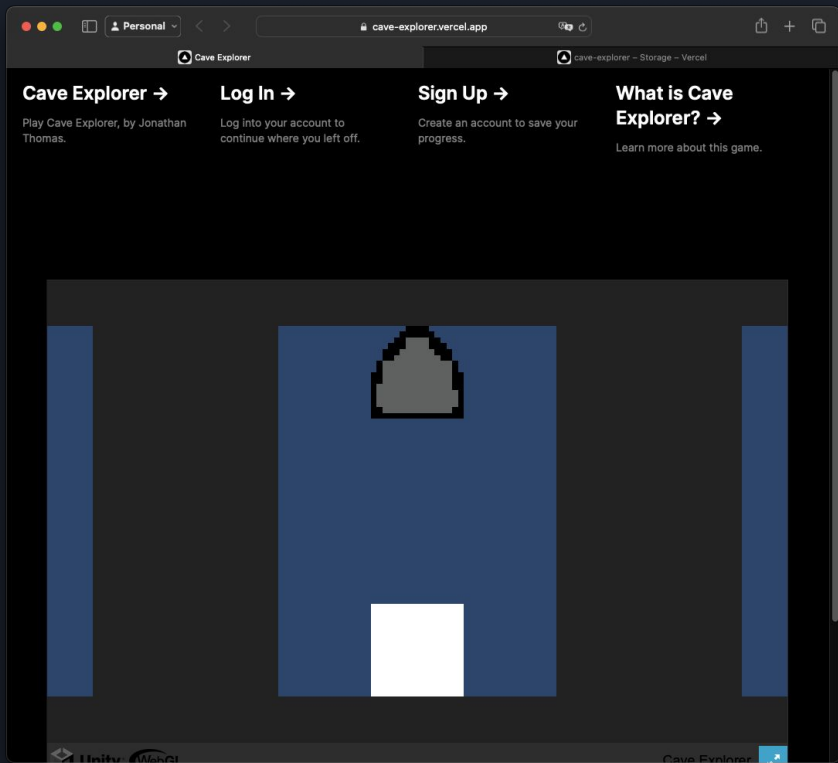 Personal
cave-explorer.vercel.app
Cave Explorer
cave-explorer – Storage – Vercel
Cave Explorer →
Play Cave Explorer, by Jonathan
Thomas.
Log In →
Log into your account to
continue where you left off.
Sign Up →
Create an account to save your
progress.
What is Cave
Explorer? →
Learn more about this game.
Unity
WebGL
Cave Explorer